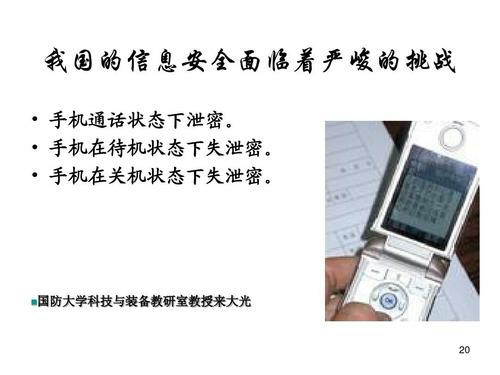 我国的信息安全面临着严峻的挑战
• 手机通话状态下泄密。
• 手机在待机状态下失泄密。
• 手机在关机状态下失泄密。
■国防大学科技与装备教研室教授来大光
20